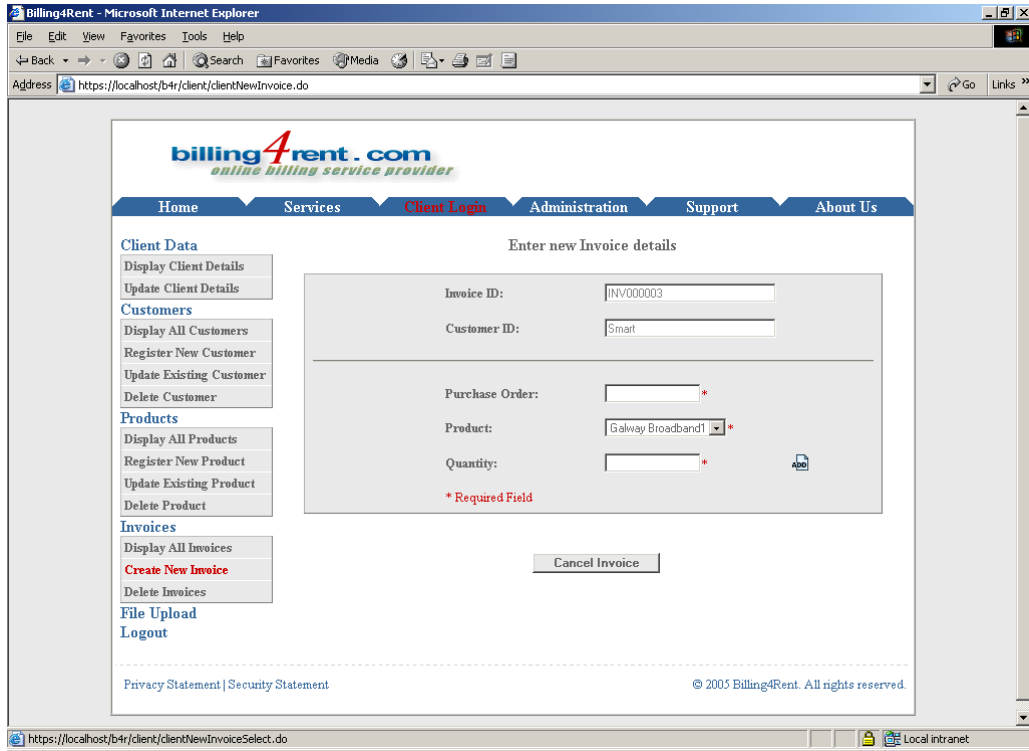 Billing4Rent - Microsoft Internet Explorer
File Edit View Favorites Tools Help
Back Search Favorites Media
Address https://localhost/b4r/client/clientNewInvoice.do Go Links »
billing4rent.com
online billing service provider
Home Services Client Login Administration Support About Us
Client Data
Display Client Details
Update Client Details
Customers
Display All Customers
Register New Customer
Update Existing Customer
Delete Customer
Products
Display All Products
Register New Product
Update Existing Product
Delete Product
Invoices
Display All Invoices
Create New Invoice
Delete Invoices
File Upload
Logout
Enter new Invoice details
Invoice ID: INV000003
Customer ID: Smart
Purchase Order: *
Product: Galway Broadband1 *
Quantity: * ADD
* Required Field
Cancel Invoice
Privacy Statement | Security Statement
© 2005 Billing4Rent. All rights reserved.
https://localhost/b4r/client/clientNewInvoiceSelect.do Local intranet